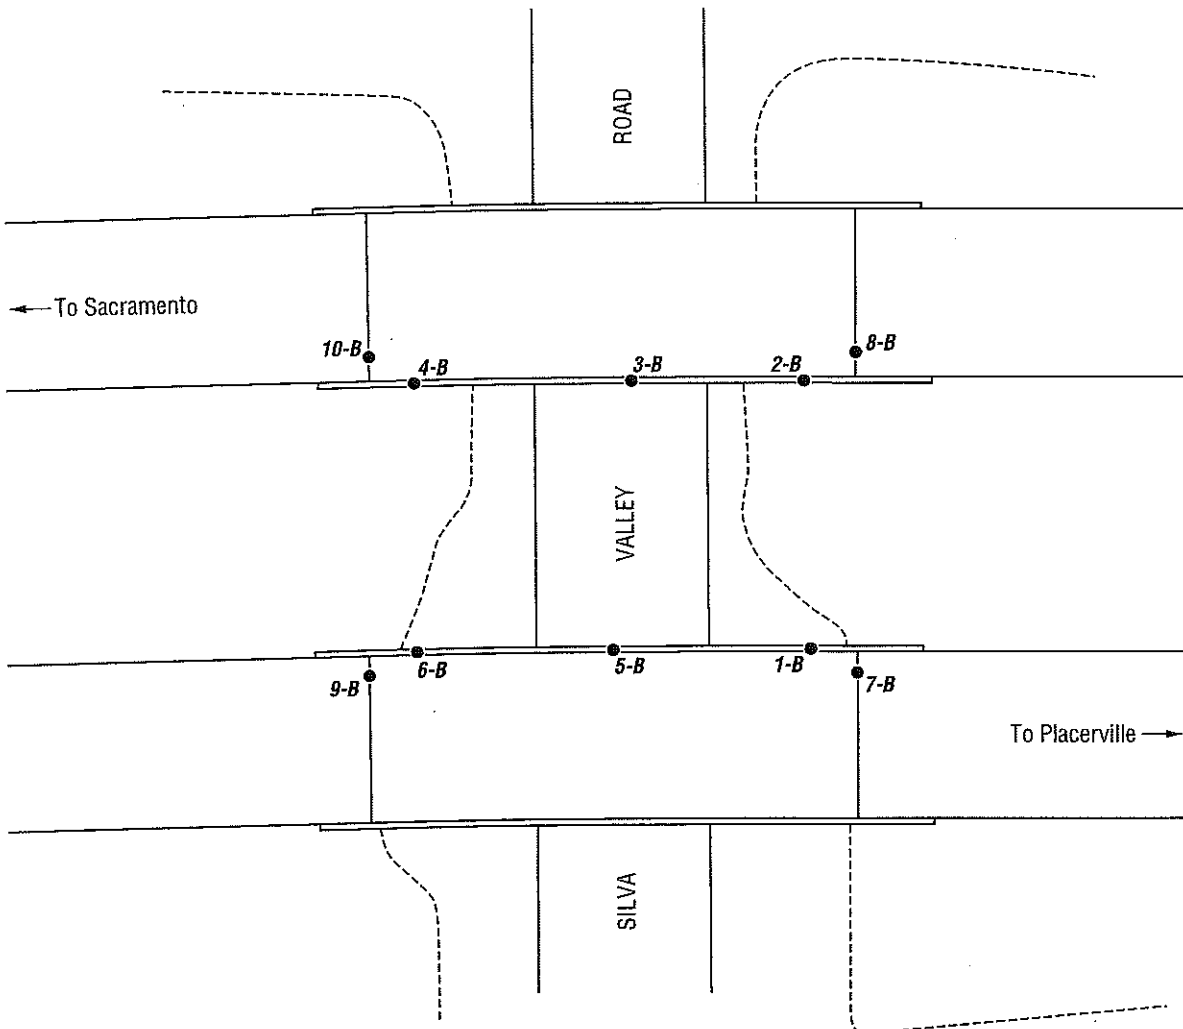 ROAD
← To Sacramento
10-B
8-B
4-B
3-B
2-B
VALLEY
6-B
5-B
1-B
9-B
7-B
To Placerville →
SILVA